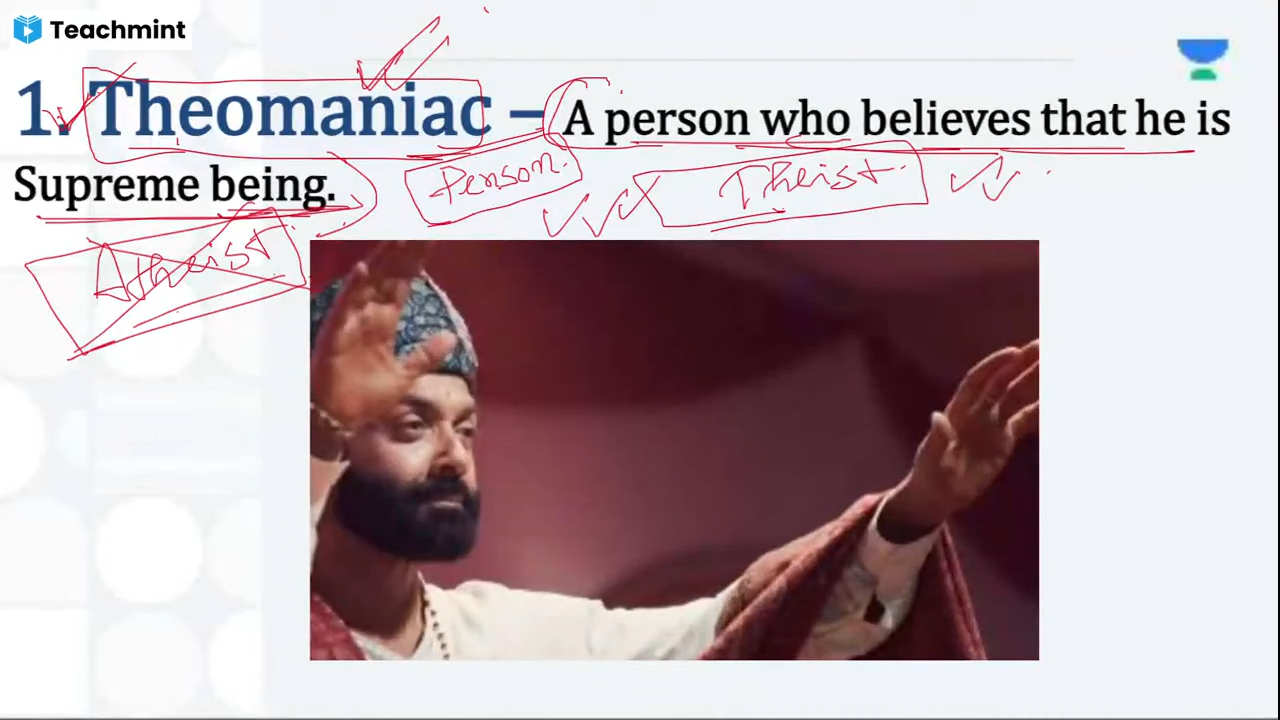 Teachmint
1. Theomaniac – A person who believes that he is
Supreme being.
Person.
Theist.
Atheist.